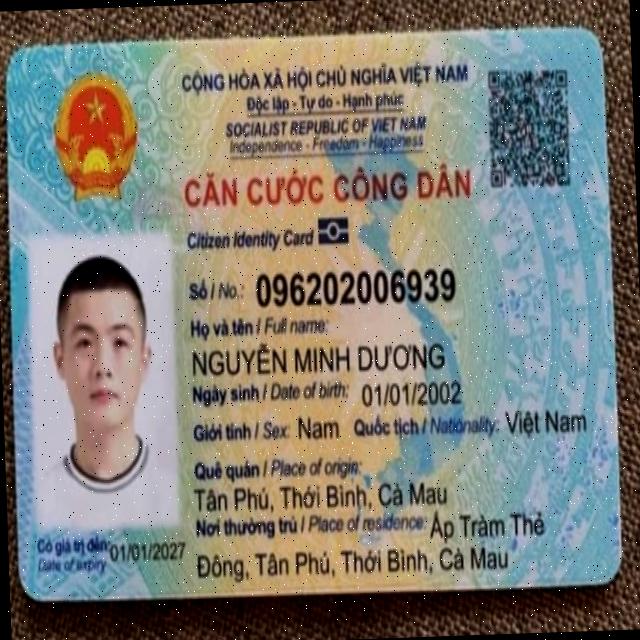 CỘNG HÒA XÃ HỘI CHỦ NGHĨA VIỆT NAM
Độc lập - Tự do - Hạnh phúc
SOCIALIST REPUBLIC OF VIET NAM
Independence - Freedom - Happiness
CĂN CƯỚC CÔNG DÂN
Citizen Identity Card
Số / No.: 096202006939
Họ và tên / Full name:
NGUYỄN MINH DƯƠNG
Ngày sinh / Date of birth: 01/01/2002
Giới tính / Sex: Nam Quốc tịch / Nationality: Việt Nam
Quê quán / Place of origin:
Tân Phú, Thới Bình, Cà Mau
Nơi thường trú / Place of residence: Ấp Tràm Thẻ
Đông, Tân Phú, Thới Bình, Cà Mau
Có giá trị đến: 01/01/2027
Date of expiry